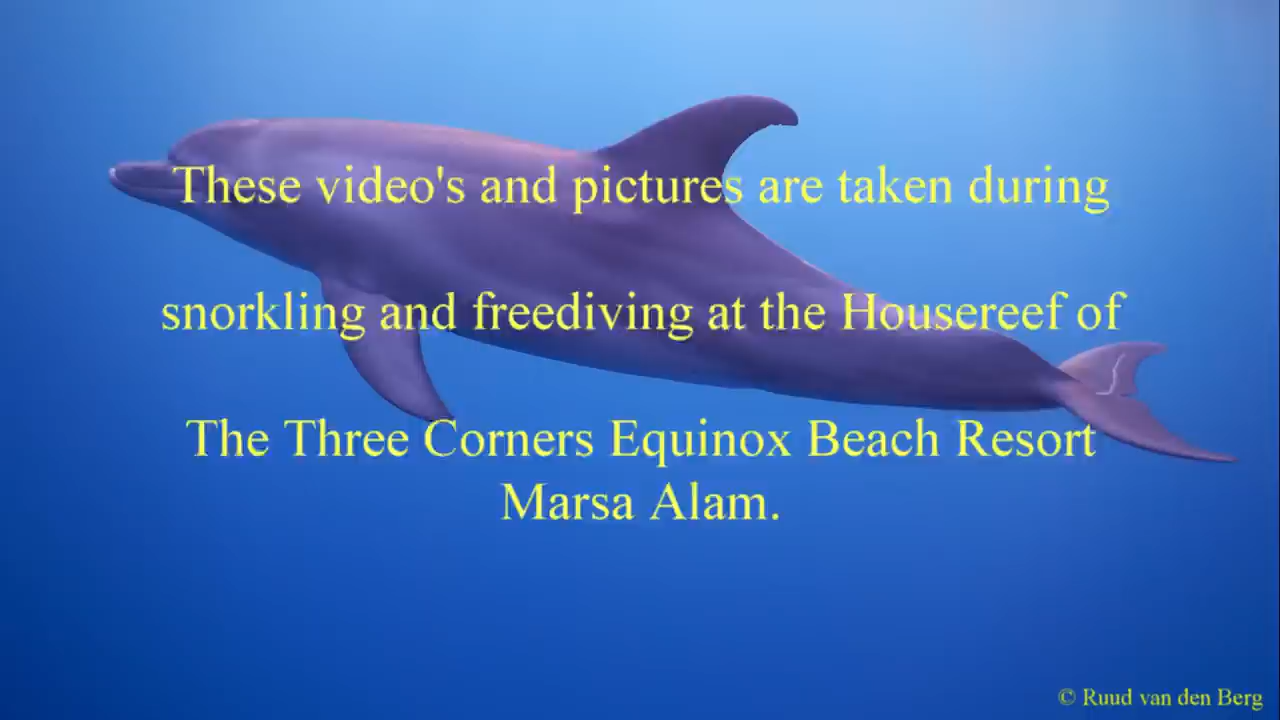 These video's and pictures are taken during
snorkling and freediving at the Housereef of
The Three Corners Equinox Beach Resort
Marsa Alam.
© Ruud van den Berg